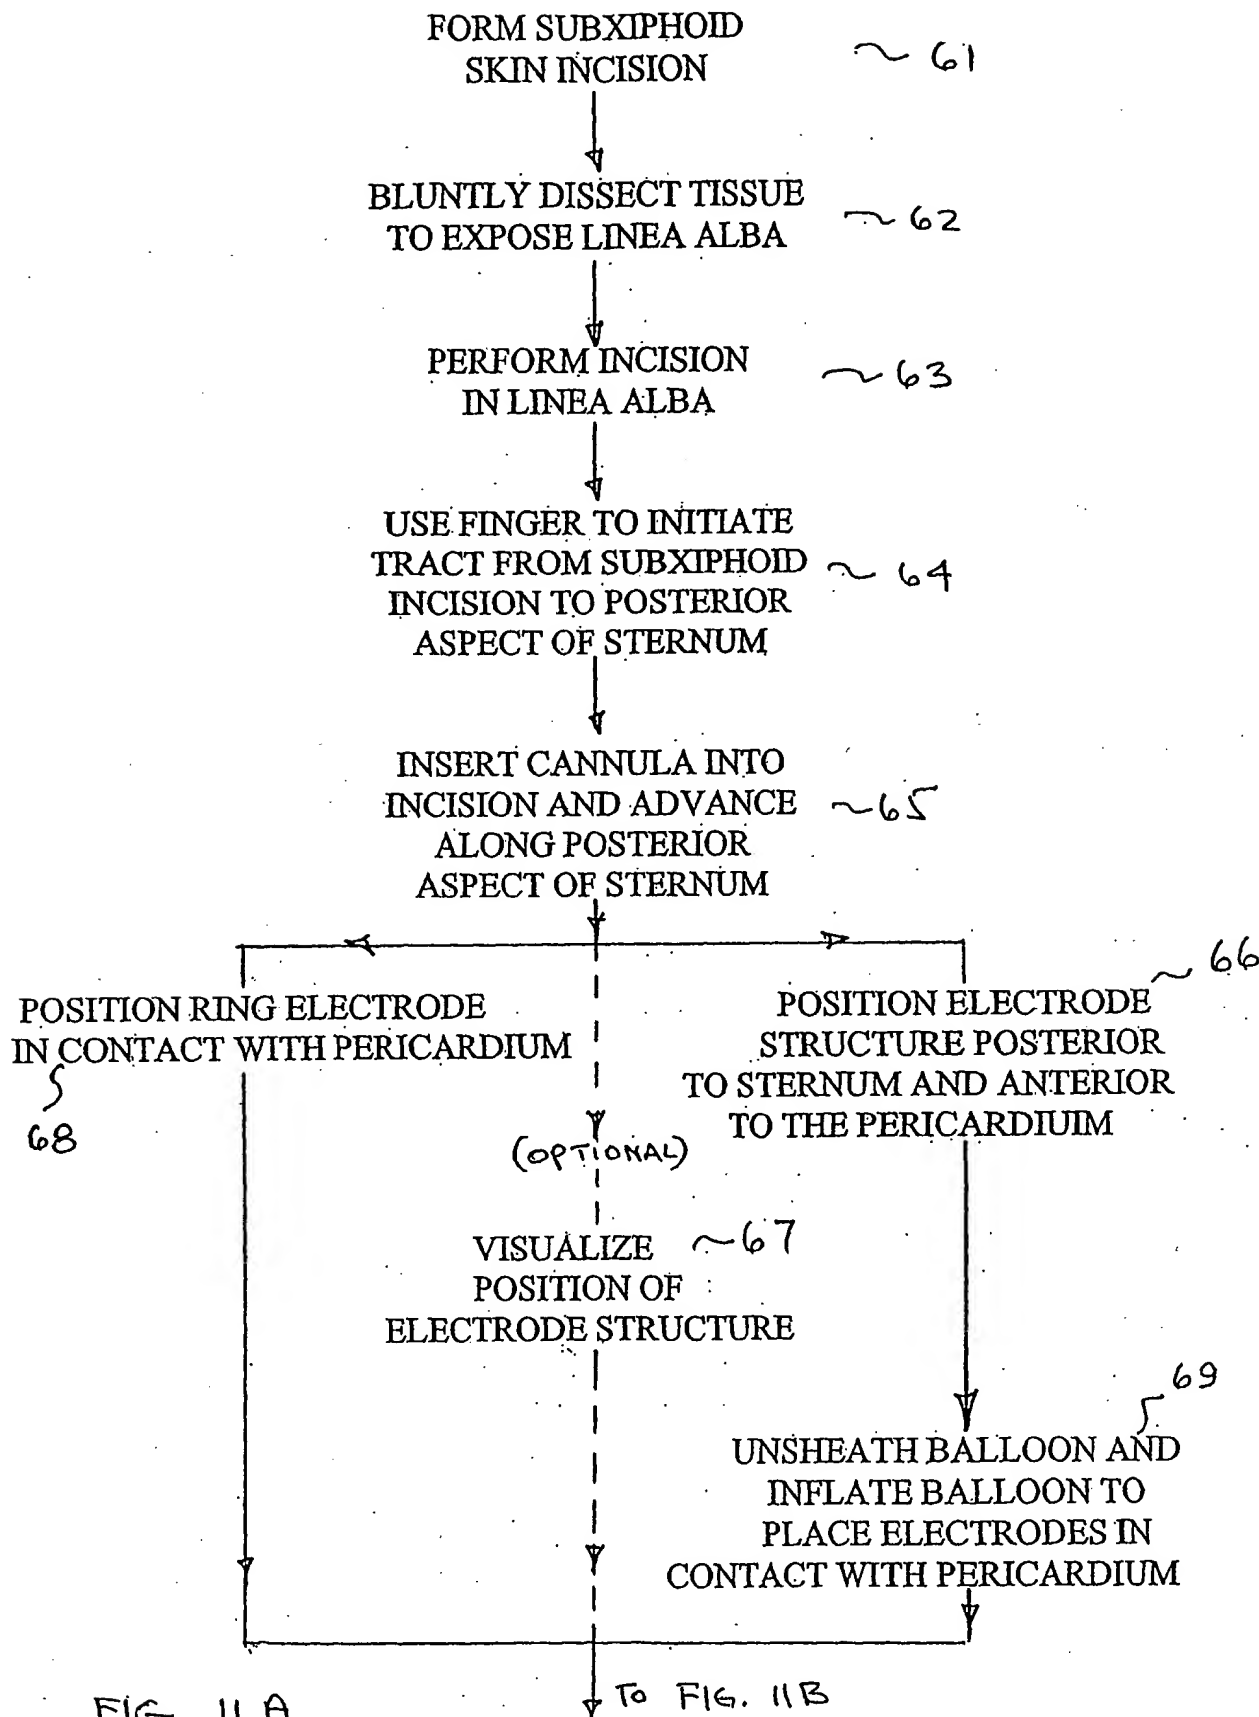 FORM SUBXIPHOID
SKIN INCISION
~ 61
BLUNTLY DISSECT TISSUE
TO EXPOSE LINEA ALBA
~ 62
PERFORM INCISION
IN LINEA ALBA
~ 63
USE FINGER TO INITIATE
TRACT FROM SUBXIPHOID
INCISION TO POSTERIOR
ASPECT OF STERNUM
~ 64
INSERT CANNULA INTO
INCISION AND ADVANCE
ALONG POSTERIOR
ASPECT OF STERNUM
~ 65
POSITION RING ELECTRODE
IN CONTACT WITH PERICARDIUM
68
(OPTIONAL)
VISUALIZE
POSITION OF
ELECTRODE STRUCTURE
~ 67
~ 66
POSITION ELECTRODE
STRUCTURE POSTERIOR
TO STERNUM AND ANTERIOR
TO THE PERICARDIUIM
69
UNSHEATH BALLOON AND
INFLATE BALLOON TO
PLACE ELECTRODES IN
CONTACT WITH PERICARDIUM
FIG. 11A
TO FIG. 11B